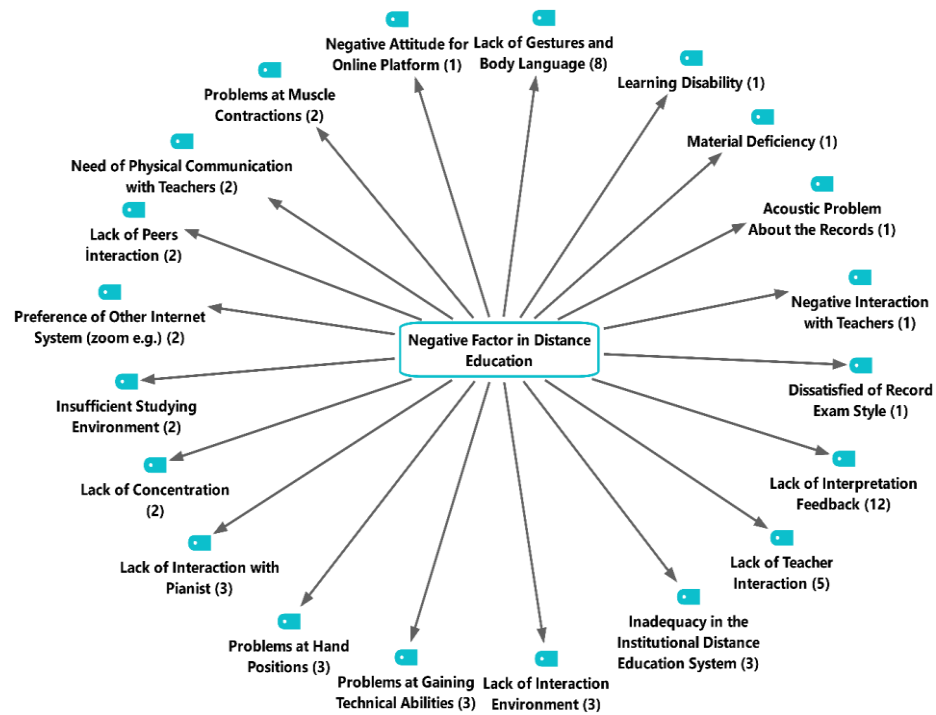 Negative Attitude for
Online Platform (1)
Lack of Gestures and
Body Language (8)
Learning Disability (1)
Material Deficiency (1)
Acoustic Problem
About the Records (1)
Negative Interaction
with Teachers (1)
Dissatisfied of Record
Exam Style (1)
Lack of Interpretation
Feedback (12)
Lack of Teacher
Interaction (5)
Inadequacy in the
Institutional Distance
Education System (3)
Lack of Interaction
Environment (3)
Problems at Gaining
Technical Abilities (3)
Problems at Hand
Positions (3)
Lack of Interaction with
Pianist (3)
Lack of Concentration
(2)
Insufficient Studying
Environment (2)
Preference of Other Internet
System (zoom e.g.) (2)
Lack of Peers
İnteraction (2)
Need of Physical Communication
with Teachers (2)
Problems at Muscle
Contractions (2)
Negative Factor in Distance
Education